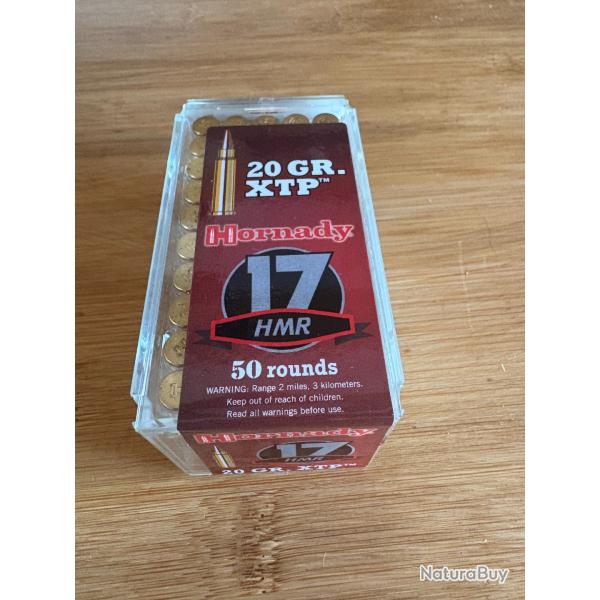 20 GR.
XTP™
Hornady
17
HMR
50 rounds
WARNING: Range 2 miles, 3 kilometers.
Keep out of reach of children.
Read all warnings before use.
Hornady
17
HMR
20 GR. XTP™
NaturaBuy